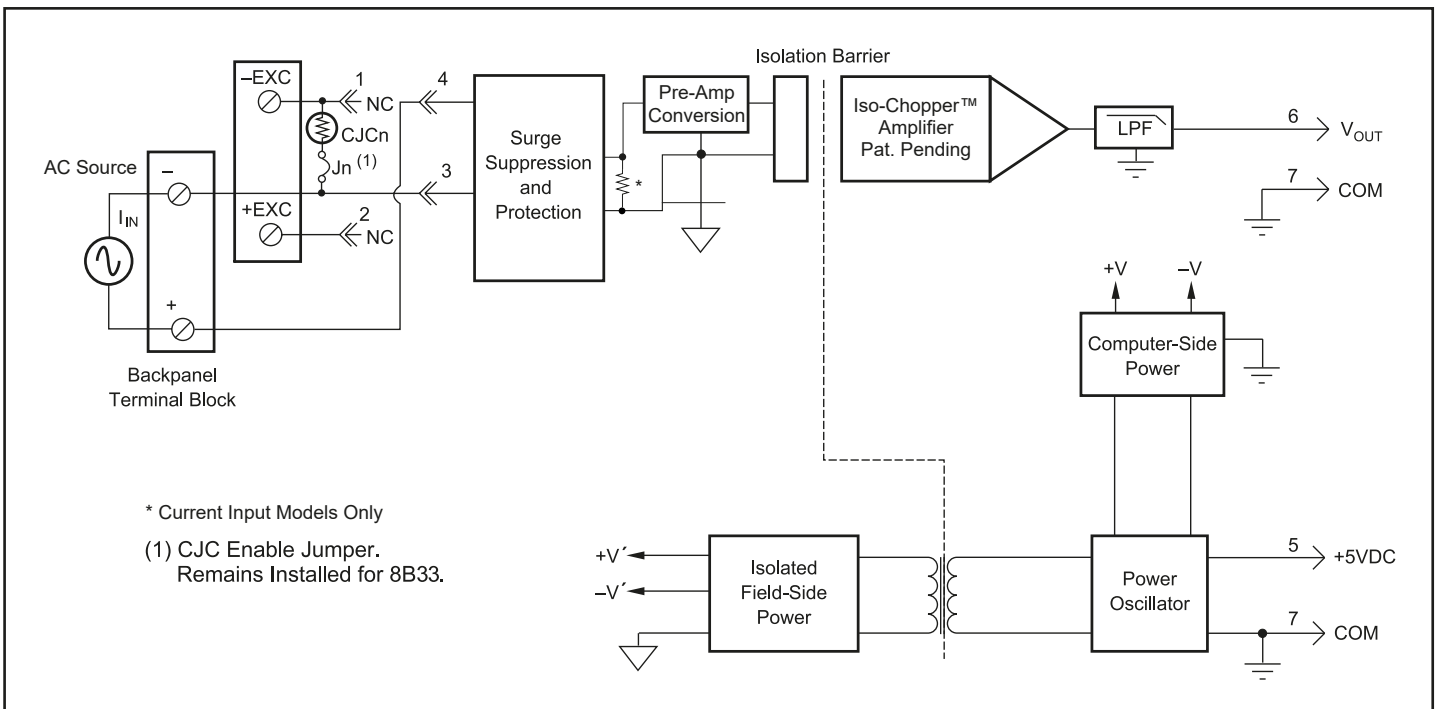 Isolation Barrier
–EXC
1
NC
4
CJCn
Jn (1)
AC Source
–
3
+EXC
2
NC
I IN
+
Backpanel
Terminal Block
Surge
Suppression
and
Protection
*
Pre-Amp
Conversion
Iso-Chopper™
Amplifier
Pat. Pending
LPF
6
VOUT
7
COM
+V
–V
Computer-Side
Power
* Current Input Models Only
(1) CJC Enable Jumper.
Remains Installed for 8B33.
+V´
–V´
Isolated
Field-Side
Power
Power
Oscillator
5
+5VDC
7
COM